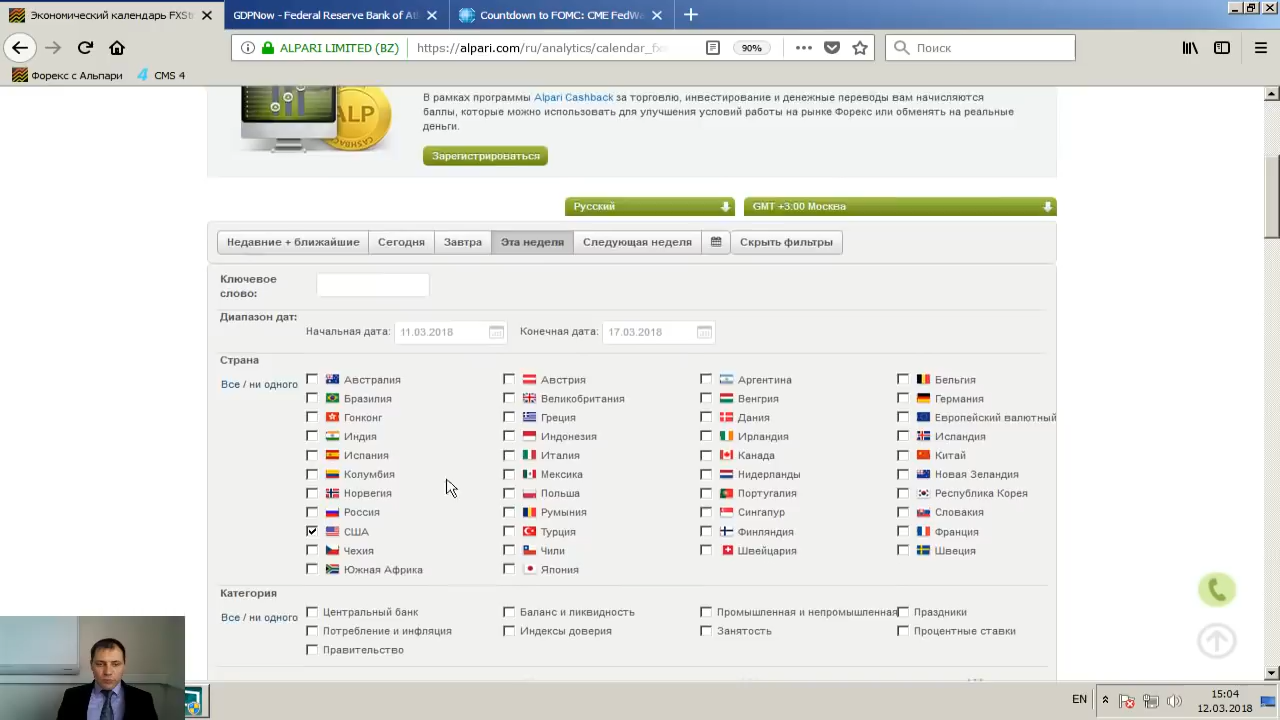 Экономический календарь FXSt
GDPNow - Federal Reserve Bank of Atl
Countdown to FOMC: CME FedWa
ALPARI LIMITED (BZ)
https://alpari.com/ru/analytics/calendar_fx
90%
Поиск
Форекс с Альпари
CMS 4
ALP
CASHBACK
В рамках программы Alpari Cashback за торговлю, инвестирование и денежные переводы вам начисляются
баллы, которые можно использовать для улучшения условий работы на рынке Форекс или обменять на реальные
деньги.
Зарегистрироваться
Русский
GMT +3:00 Москва
Недавние + ближайшие
Сегодня
Завтра
Эта неделя
Следующая неделя
Скрыть фильтры
Ключевое
слово:
Диапазон дат:
Начальная дата: 11.03.2018
Конечная дата: 17.03.2018
Страна
Все / ни одного
Австралия Австрия Аргентина Бельгия
Бразилия Великобритания Венгрия Германия
Гонконг Греция Дания Европейский валютный
Индия Индонезия Ирландия Исландия
Испания Италия Канада Китай
Колумбия Мексика Нидерланды Новая Зеландия
Норвегия Польша Португалия Республика Корея
Россия Румыния Сингапур Словакия
США Турция Финляндия Франция
Чехия Чили Швейцария Швеция
Южная Африка Япония
Категория
Все / ни одного
Центральный банк Баланс и ликвидность Промышленная и непромышленная Праздники
Потребление и инфляция Индексы доверия Занятость Процентные ставки
Правительство
EN
15:04
12.03.2018